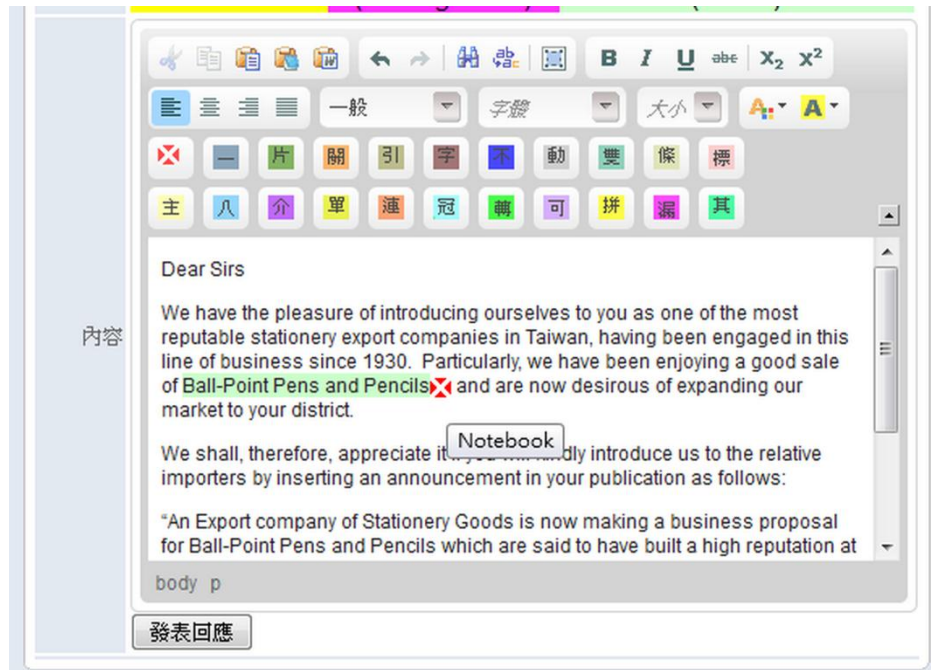 B I U abc X₂ X²
一般 字體 大小 A A
一 片 開 引 字 不 動 雙 條 標
主 八 介 單 連 冠 轉 可 拼 漏 其
Dear Sirs
We have the pleasure of introducing ourselves to you as one of the most
reputable stationery export companies in Taiwan, having been engaged in this
line of business since 1930. Particularly, we have been enjoying a good sale
of Ball-Point Pens and Pencils and are now desirous of expanding our
market to your district.
內容
Notebook
We shall, therefore, appreciate it dly introduce us to the relative
importers by inserting an announcement in your publication as follows:
“An Export company of Stationery Goods is now making a business proposal
for Ball-Point Pens and Pencils which are said to have built a high reputation at
body p
發表回應